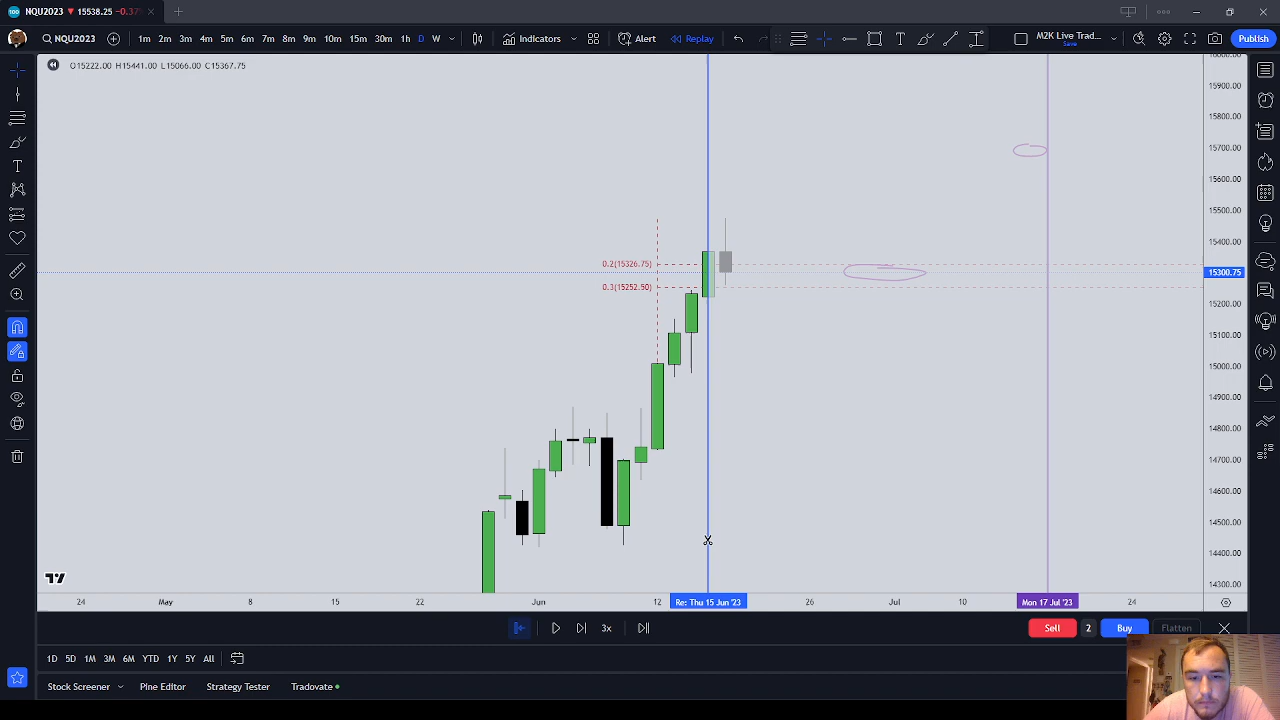 NQU2023 15538.25 −0.37
NQU2023 1m 2m 3m 4m 5m 6m 7m 8m 9m 10m 15m 30m 1h D W Indicators Alert Replay M2K Live Trad... Publish
Save
O15222.00 H15441.00 L15066.00 C15367.75
15900.00
15800.00
15700.00
15600.00
15500.00
15400.00
0.2(15326.75)
15300.75
0.3(15252.50)
15200.00
15100.00
15000.00
14900.00
14800.00
14700.00
14600.00
14500.00
14400.00
14300.00
24 May 8 15 22 Jun 12 Re: Thu 15 Jun '23 26 Jul 10 Mon 17 Jul '23 24
3x Sell 2 Buy Flatten
1D 5D 1M 3M 6M YTD 1Y 5Y All
Stock Screener Pine Editor Strategy Tester Tradovate